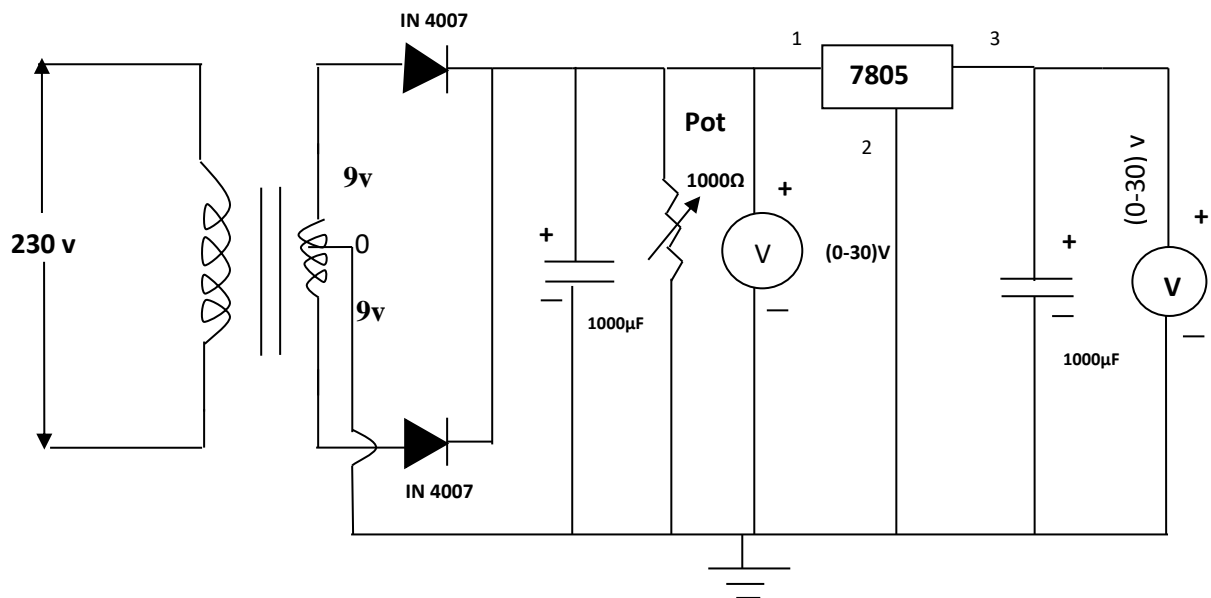 IN 4007
1
3
7805
Pot
2
9v
1000Ω
+
(0-30) v
+
230 v
0
+
V
(0-30)V
+
V
9v
1000µF
1000µF
IN 4007